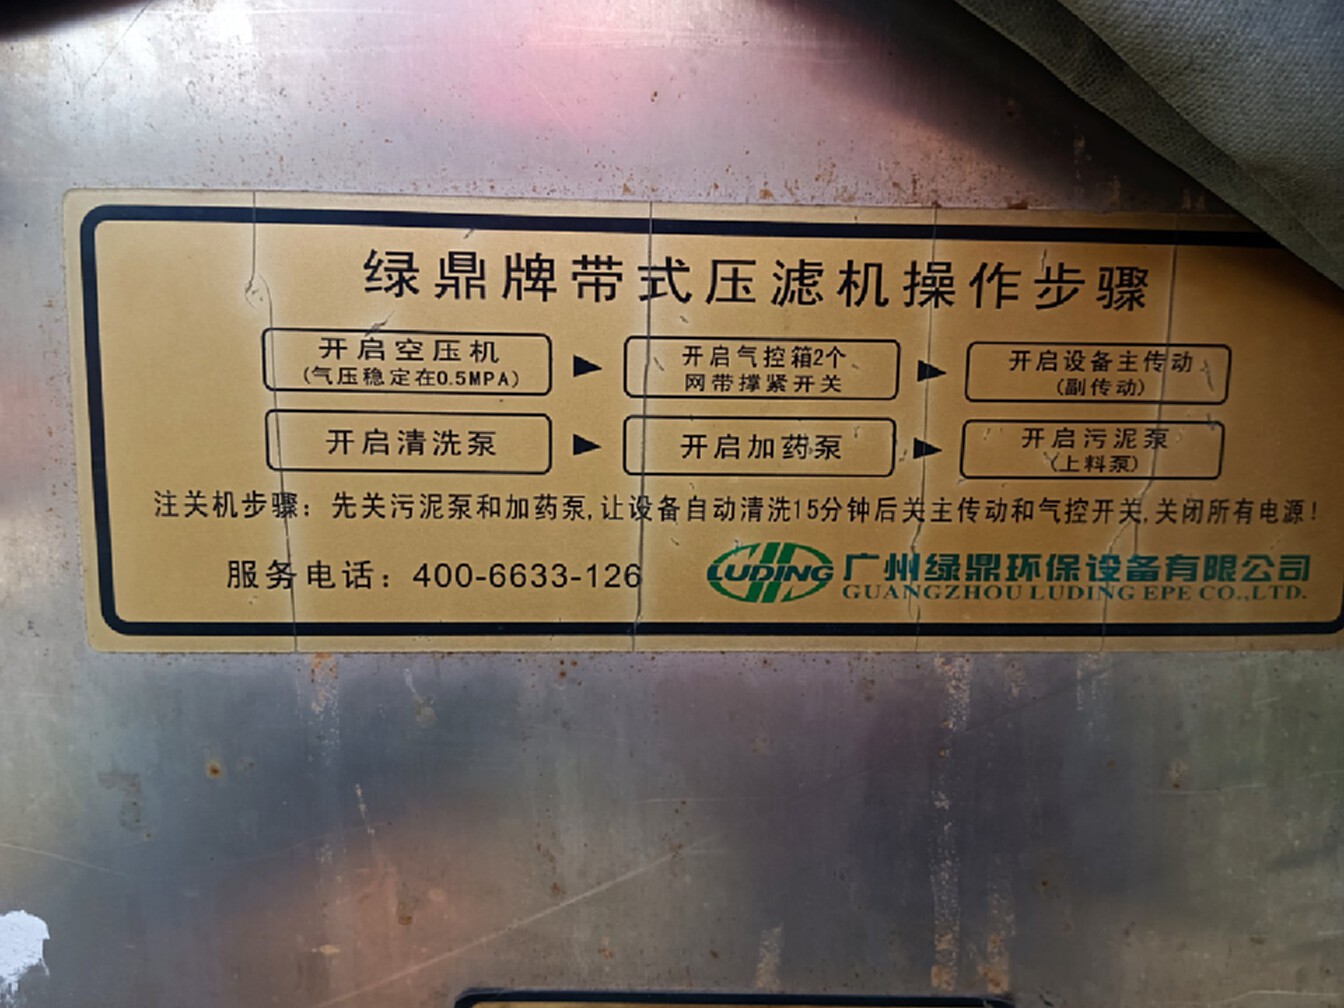 绿鼎牌带式压滤机操作步骤
开启空压机
(气压稳定在0.5MPA)
开启气控箱2个
网带撑紧开关
开启设备主传动
(副传动)
开启清洗泵
开启加药泵
开启污泥泵
(上料泵)
注关机步骤：先关污泥泵和加药泵,让设备自动清洗15分钟后关主传动和气控开关,关闭所有电源！
服务电话：400-6633-126
LUDING
广州绿鼎环保设备有限公司
GUANGZHOU LUDING EPE CO.,LTD.